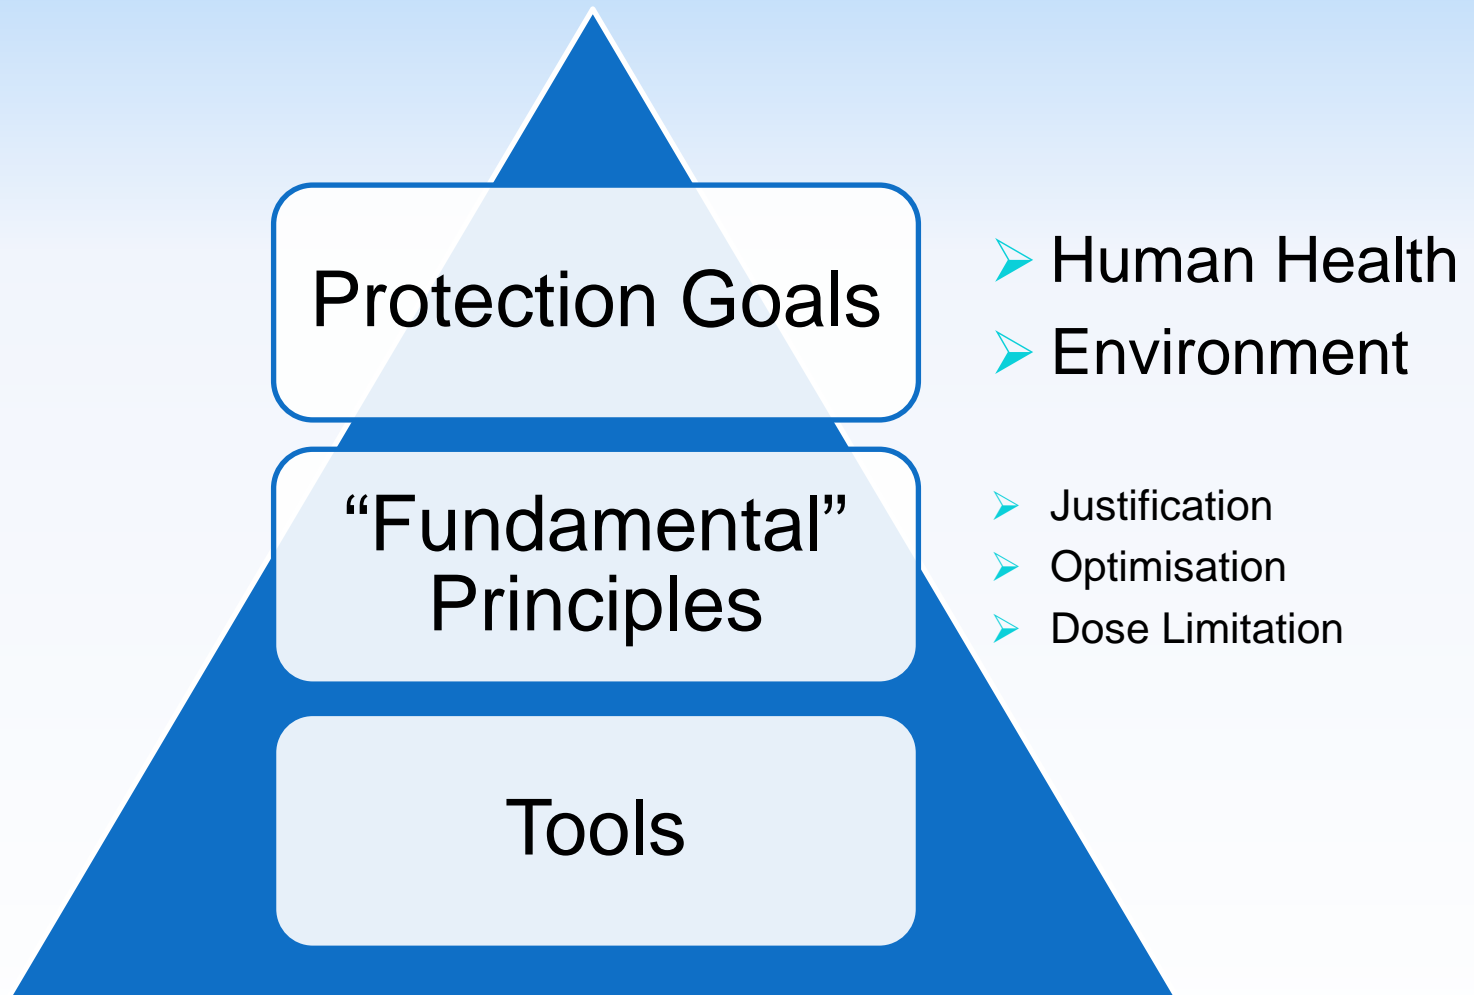 Protection Goals
Human Health
Environment
“Fundamental”
Principles
Justification
Optimisation
Dose Limitation
Tools